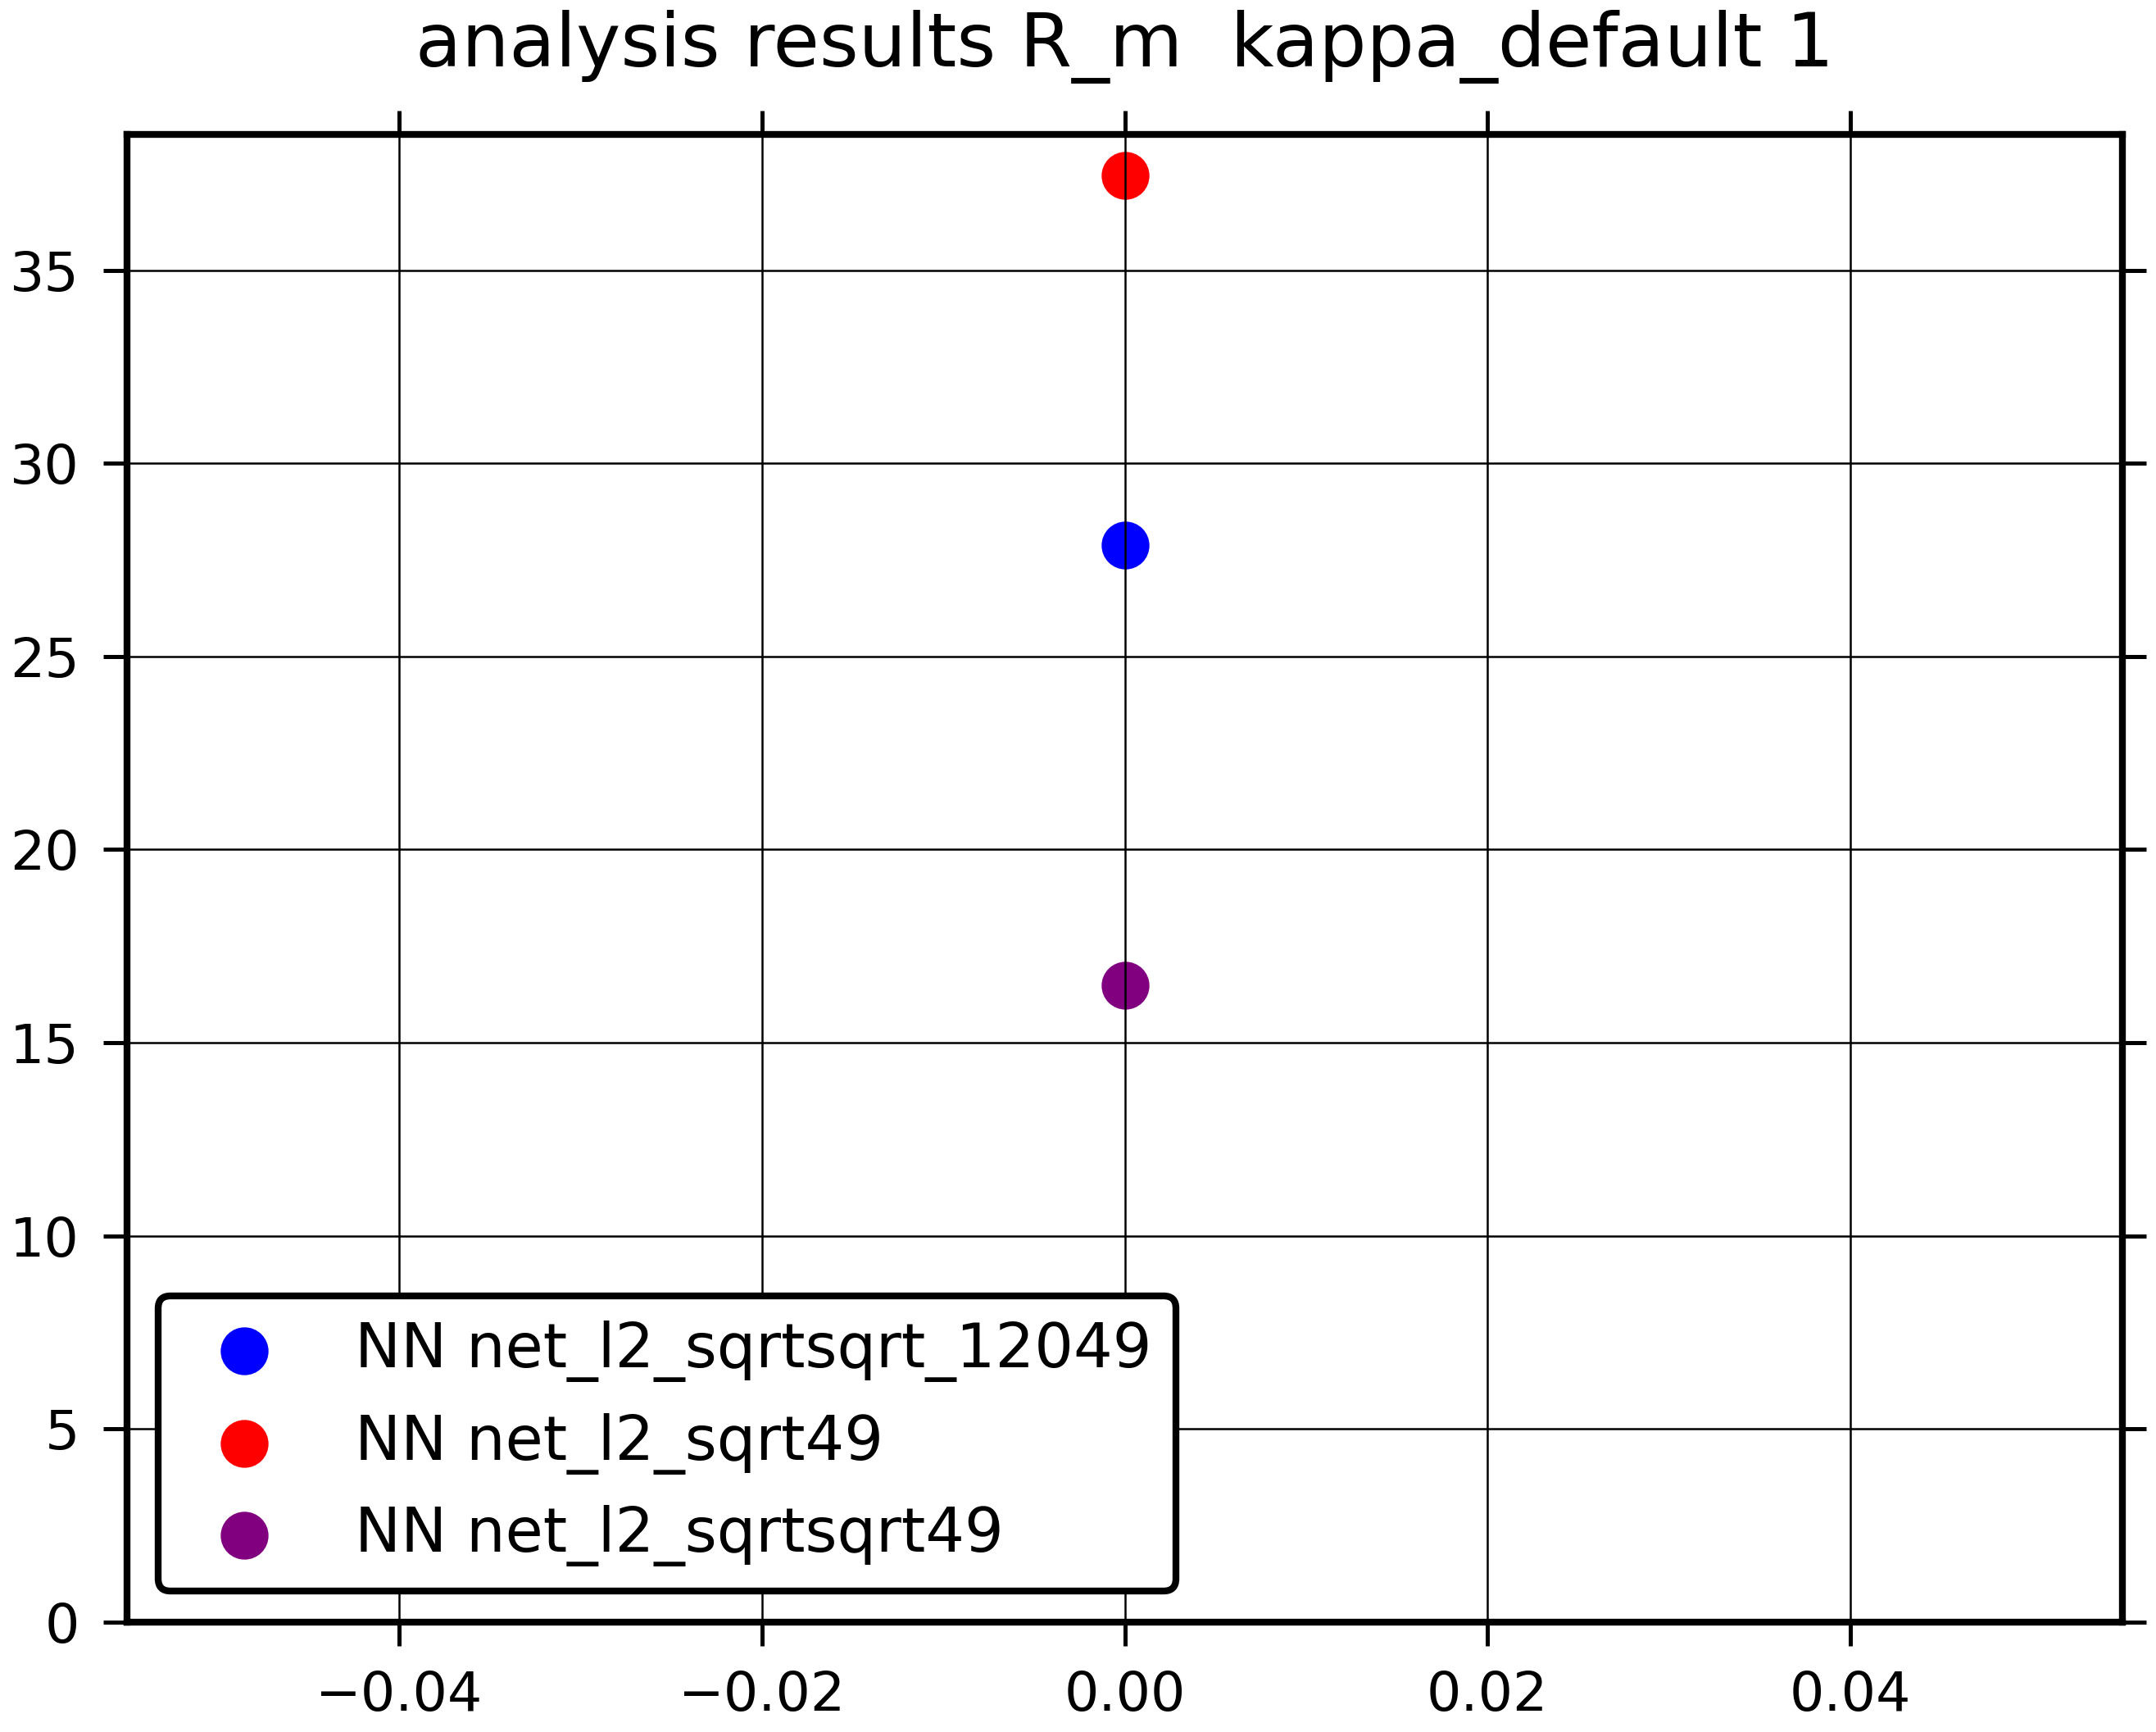 analysis results R_m  kappa_default 1
35
30
25
20
15
10
5
0
NN net_l2_sqrtsqrt_12049
NN net_l2_sqrt49
NN net_l2_sqrtsqrt49
−0.04 −0.02 0.00 0.02 0.04